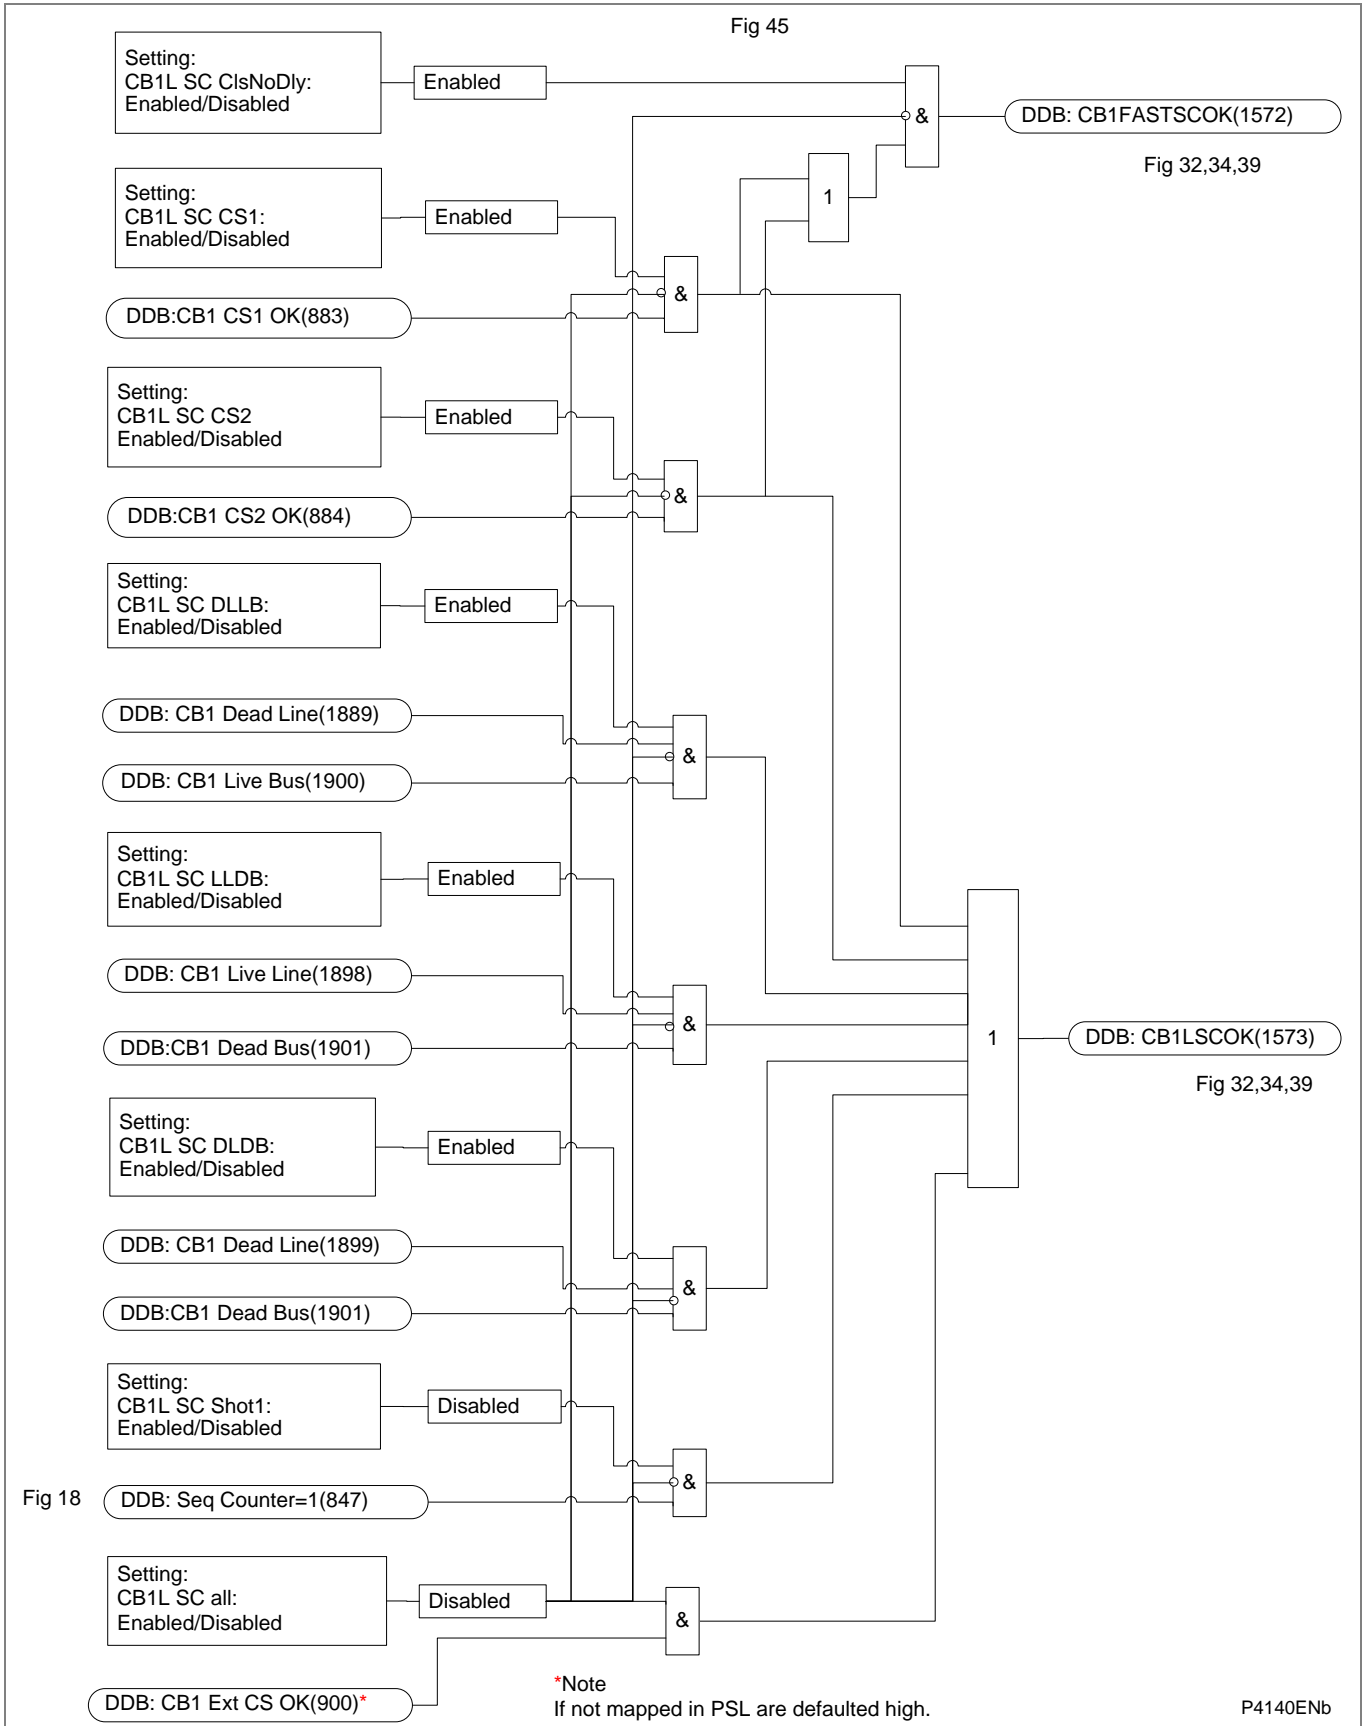 Fig 45
Setting:
CB1L SC ClsNoDly:
Enabled/Disabled
Enabled
&
DDB: CB1FASTSCOK(1572)
Fig 32,34,39
Setting:
CB1L SC CS1:
Enabled/Disabled
Enabled
1
&
DDB:CB1 CS1 OK(883)
Setting:
CB1L SC CS2
Enabled/Disabled
Enabled
&
DDB:CB1 CS2 OK(884)
Setting:
CB1L SC DLLB:
Enabled/Disabled
Enabled
DDB: CB1 Dead Line(1889)
&
DDB: CB1 Live Bus(1900)
Setting:
CB1L SC LLDB:
Enabled/Disabled
Enabled
DDB: CB1 Live Line(1898)
&
DDB:CB1 Dead Bus(1901)
1
DDB: CB1LSCOK(1573)
Fig 32,34,39
Setting:
CB1L SC DLDB:
Enabled/Disabled
Enabled
DDB: CB1 Dead Line(1899)
&
DDB:CB1 Dead Bus(1901)
Setting:
CB1L SC Shot1:
Enabled/Disabled
Disabled
&
Fig 18
DDB: Seq Counter=1(847)
Setting:
CB1L SC all:
Enabled/Disabled
Disabled
&
DDB: CB1 Ext CS OK(900)*
*Note
If not mapped in PSL are defaulted high.
P4140ENb